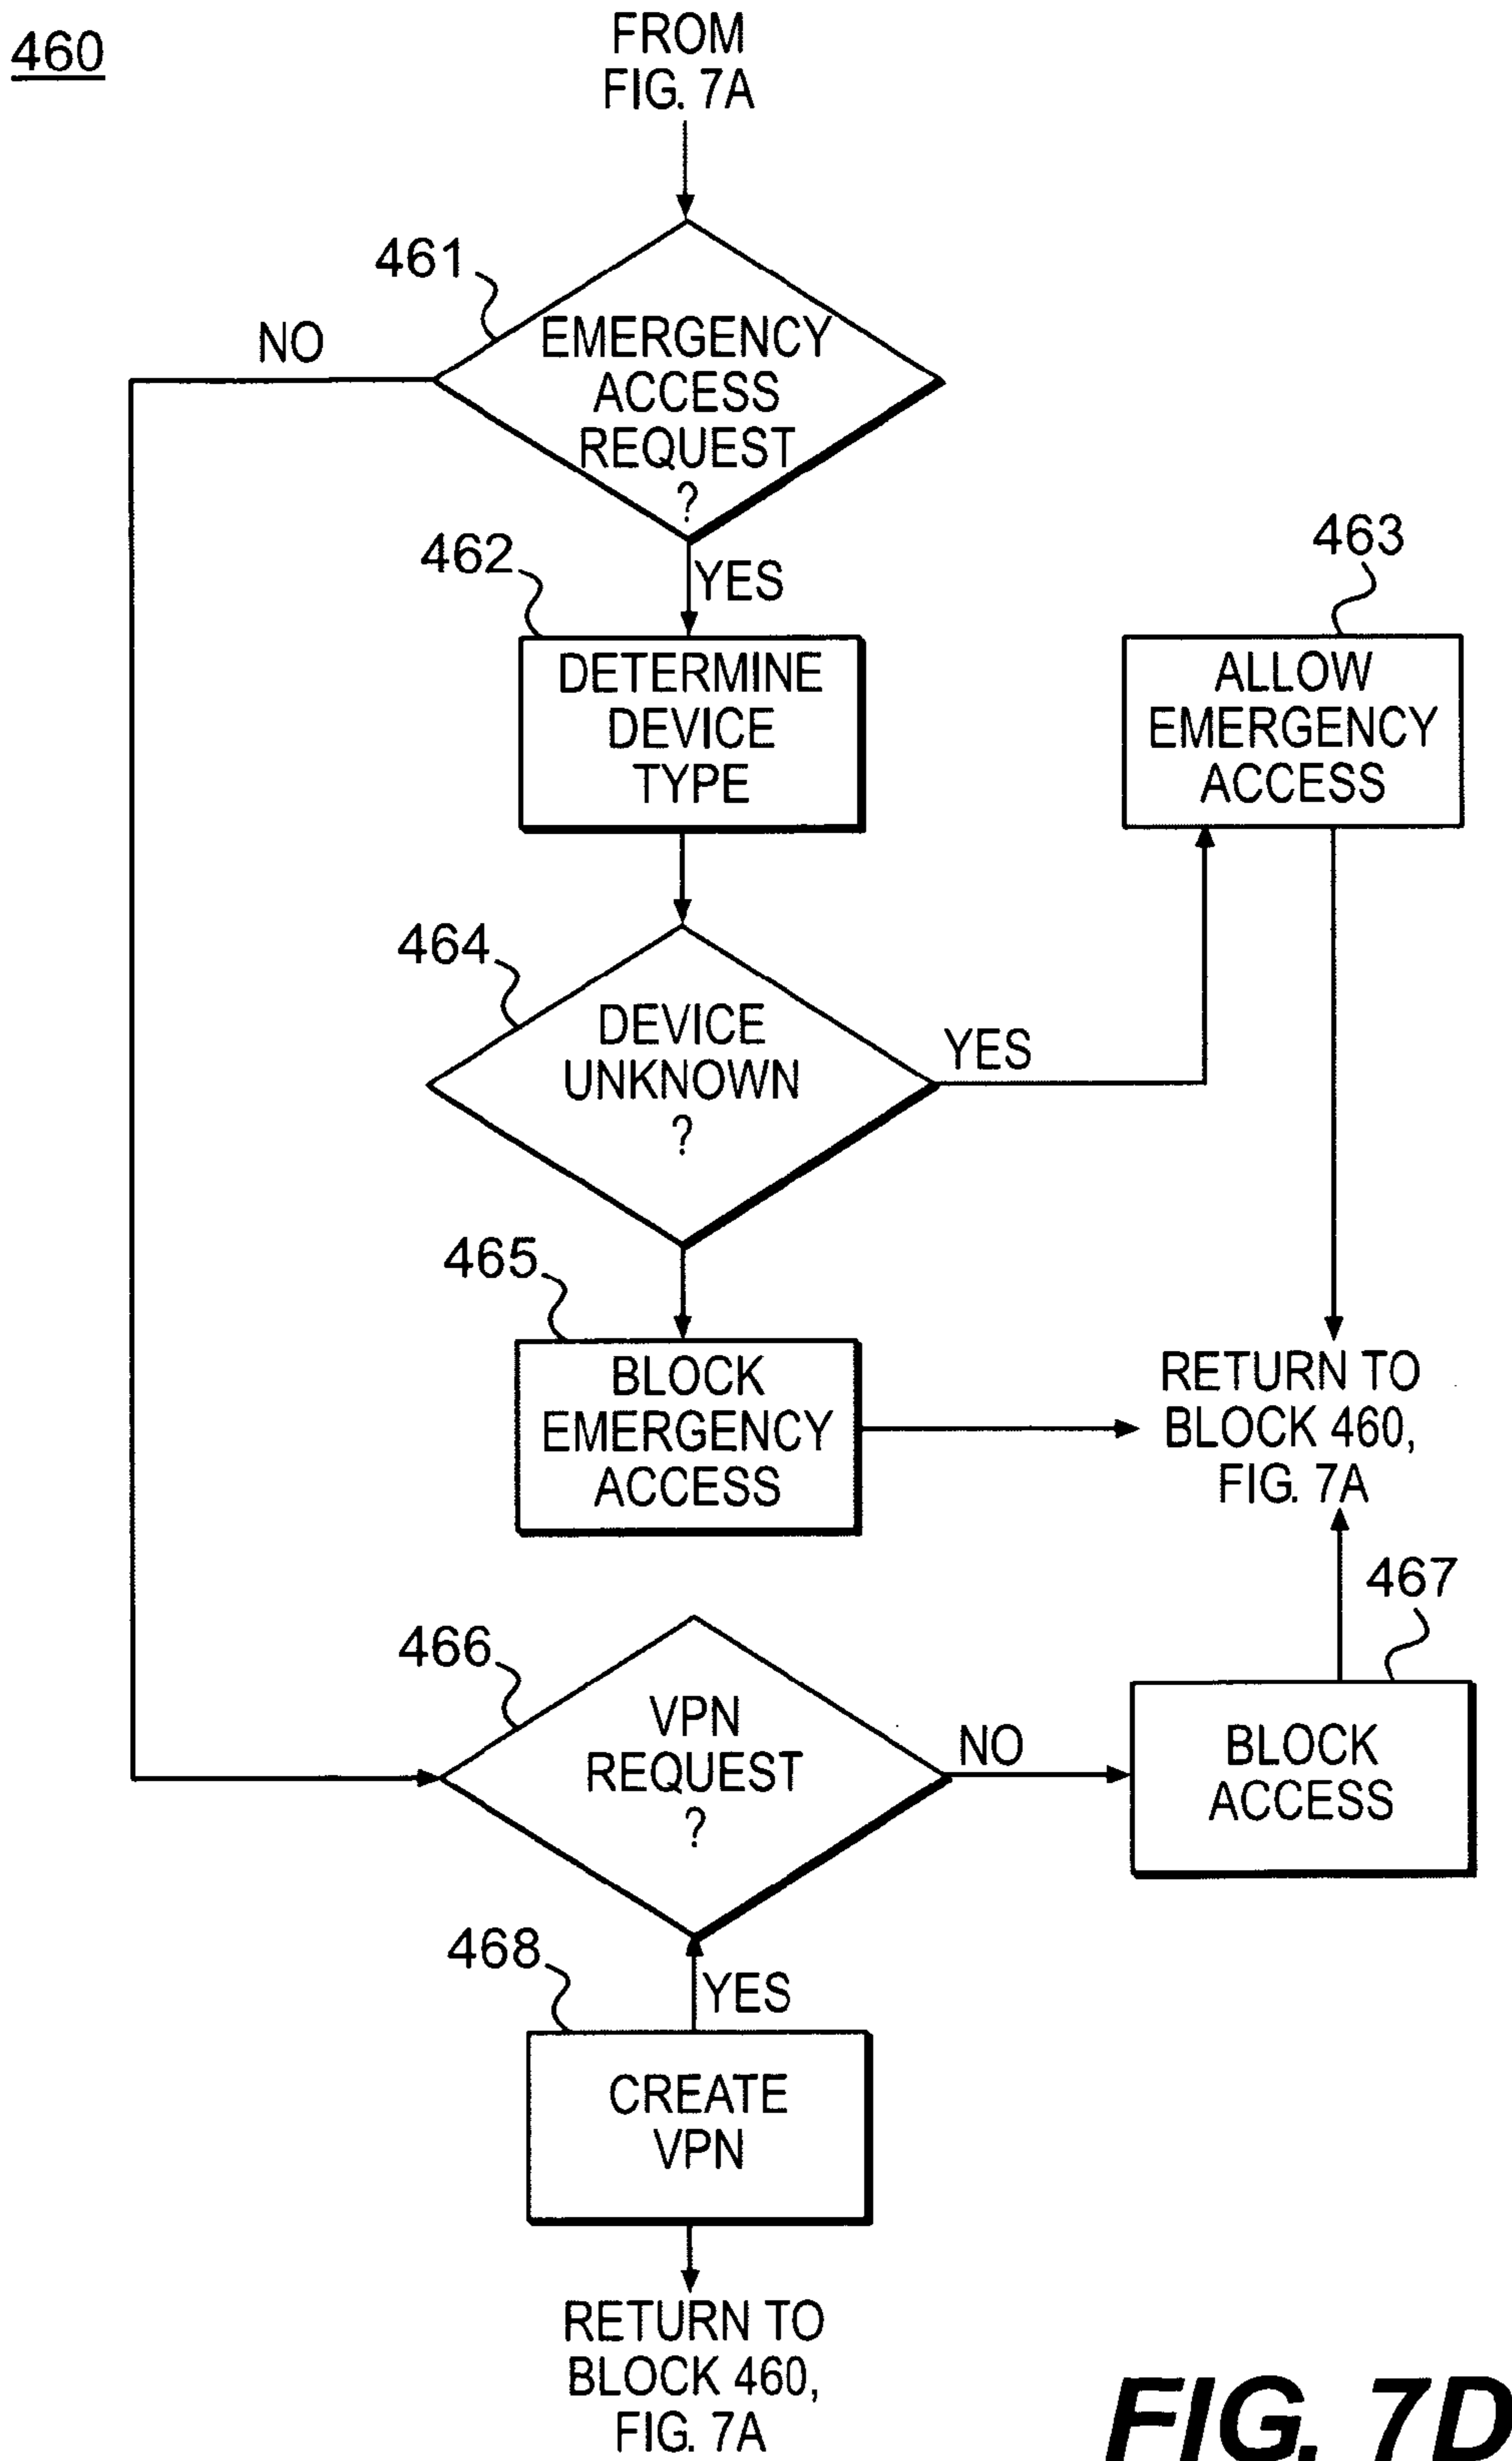 460
FROM
FIG. 7A
461
NO
EMERGENCY
ACCESS
REQUEST
?
462
YES
463
DETERMINE
DEVICE
TYPE
ALLOW
EMERGENCY
ACCESS
464
DEVICE
UNKNOWN
?
YES
465
BLOCK
EMERGENCY
ACCESS
RETURN TO
BLOCK 460,
FIG. 7A
466
VPN
REQUEST
?
NO
467
BLOCK
ACCESS
468
YES
CREATE
VPN
RETURN TO
BLOCK 460,
FIG. 7A
FIG. 7D